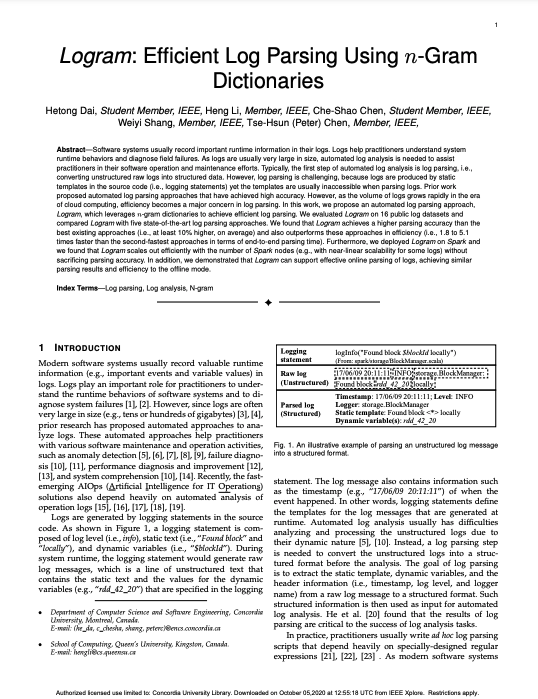 1
Logram: Efficient Log Parsing Using n-Gram
Dictionaries
Hetong Dai, Student Member, IEEE, Heng Li, Member, IEEE, Che-Shao Chen, Student Member, IEEE,
Weiyi Shang, Member, IEEE, Tse-Hsun (Peter) Chen, Member, IEEE,
Abstract—Software systems usually record important runtime information in their logs. Logs help practitioners understand system
runtime behaviors and diagnose field failures. As logs are usually very large in size, automated log analysis is needed to assist
practitioners in their software operation and maintenance efforts. Typically, the first step of automated log analysis is log parsing, i.e.,
converting unstructured raw logs into structured data. However, log parsing is challenging, because logs are produced by static
templates in the source code (i.e., logging statements) yet the templates are usually inaccessible when parsing logs. Prior work
proposed automated log parsing approaches that have achieved high accuracy. However, as the volume of logs grows rapidly in the era
of cloud computing, efficiency becomes a major concern in log parsing. In this work, we propose an automated log parsing approach,
Logram, which leverages n-gram dictionaries to achieve efficient log parsing. We evaluated Logram on 16 public log datasets and
compared Logram with five state-of-the-art log parsing approaches. We found that Logram achieves a higher parsing accuracy than the
best existing approaches (i.e., at least 10% higher, on average) and also outperforms these approaches in efficiency (i.e., 1.8 to 5.1
times faster than the second-fastest approaches in terms of end-to-end parsing time). Furthermore, we deployed Logram on Spark and
we found that Logram scales out efficiently with the number of Spark nodes (e.g., with near-linear scalability for some logs) without
sacrificing parsing accuracy. In addition, we demonstrated that Logram can support effective online parsing of logs, achieving similar
parsing results and efficiency to the offline mode.
Index Terms—Log parsing, Log analysis, N-gram
1 INTRODUCTION
Modern software systems usually record valuable runtime
information (e.g., important events and variable values) in
logs. Logs play an important role for practitioners to under-
stand the runtime behaviors of software systems and to di-
agnose system failures [1], [2]. However, since logs are often
very large in size (e.g., tens or hundreds of gigabytes) [3], [4],
prior research has proposed automated approaches to ana-
lyze logs. These automated approaches help practitioners
with various software maintenance and operation activities,
such as anomaly detection [5], [6], [7], [8], [9], failure diagno-
sis [10], [11], performance diagnosis and improvement [12],
[13], and system comprehension [10], [14]. Recently, the fast-
emerging AIOps (Artificial Intelligence for IT Operations)
solutions also depend heavily on automated analysis of
operation logs [15], [16], [17], [18], [19].
Logs are generated by logging statements in the source
code. As shown in Figure 1, a logging statement is com-
posed of log level (i.e., info), static text (i.e., "Found block" and
"locally"), and dynamic variables (i.e., "$blockId"). During
system runtime, the logging statement would generate raw
log messages, which is a line of unstructured text that
contains the static text and the values for the dynamic
variables (e.g., "rdd_42_20") that are specified in the logging
• Department of Computer Science and Software Engineering, Concordia
University, Montreal, Canada.
E-mail: (he_da, c_chesha, shang, peterc)@encs.concordia.ca
• School of Computing, Queen's University, Kingston, Canada.
E-mail: hengli@cs.queensu.ca
Logging
statement
logInfo("Found block $blockId locally")
(From: spark/storage/BlockManager.scala)
Raw log
(Unstructured)
17/06/09 20:11:11 INFO storage.BlockManager:
Found block rdd_42_20 locally
Parsed log
(Structured)
Timestamp: 17/06/09 20:11:11; Level: INFO
Logger: storage.BlockManager
Static template: Found block <*> locally
Dynamic variable(s): rdd_42_20
Fig. 1. An illustrative example of parsing an unstructured log message
into a structured format.
statement. The log message also contains information such
as the timestamp (e.g., "17/06/09 20:11:11") of when the
event happened. In other words, logging statements define
the templates for the log messages that are generated at
runtime. Automated log analysis usually has difficulties
analyzing and processing the unstructured logs due to
their dynamic nature [5], [10]. Instead, a log parsing step
is needed to convert the unstructured logs into a struc-
tured format before the analysis. The goal of log parsing
is to extract the static template, dynamic variables, and the
header information (i.e., timestamp, log level, and logger
name) from a raw log message to a structured format. Such
structured information is then used as input for automated
log analysis. He et al. [20] found that the results of log
parsing are critical to the success of log analysis tasks.
In practice, practitioners usually write ad hoc log parsing
scripts that depend heavily on specially-designed regular
expressions [21], [22], [23] . As modern software systems
Authorized licensed use limited to: Concordia University Library. Downloaded on October 05,2020 at 12:55:18 UTC from IEEE Xplore. Restrictions apply.